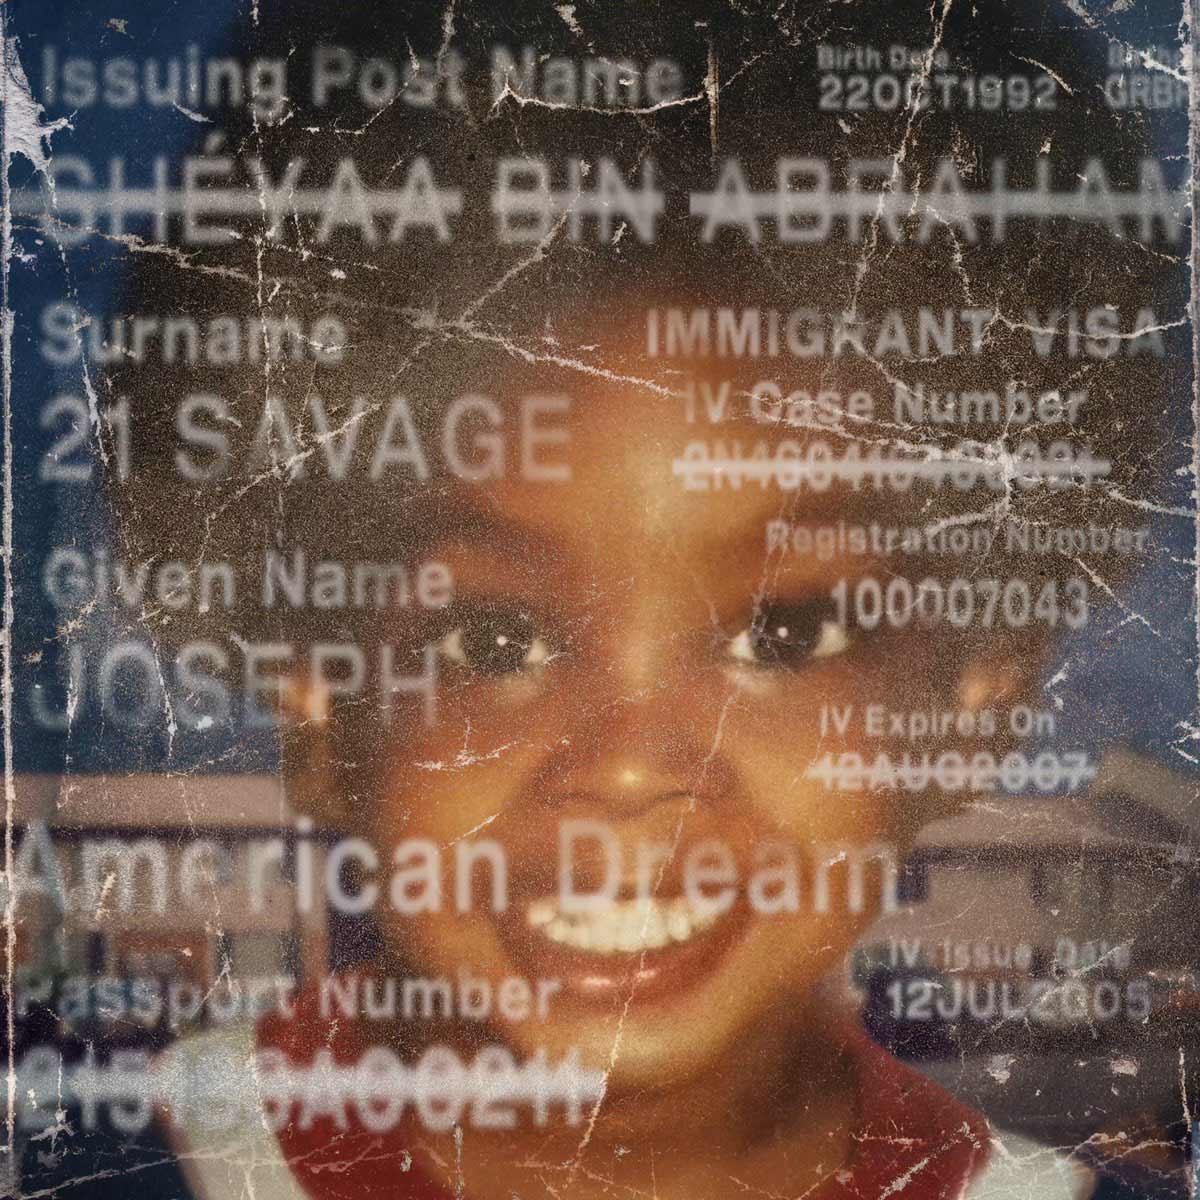 Issuing Post Name
Birth Date
22OCT1992
SHÉYAA BIN ABRAHAM
Surname
21 SAVAGE
IMMIGRANT VISA
IV Case Number
Registration Number
100007043
Given Name
JOSEPH
IV Expires On
12AUG2007
American Dream
IV Issue Date
12JUL2005
Passport Number